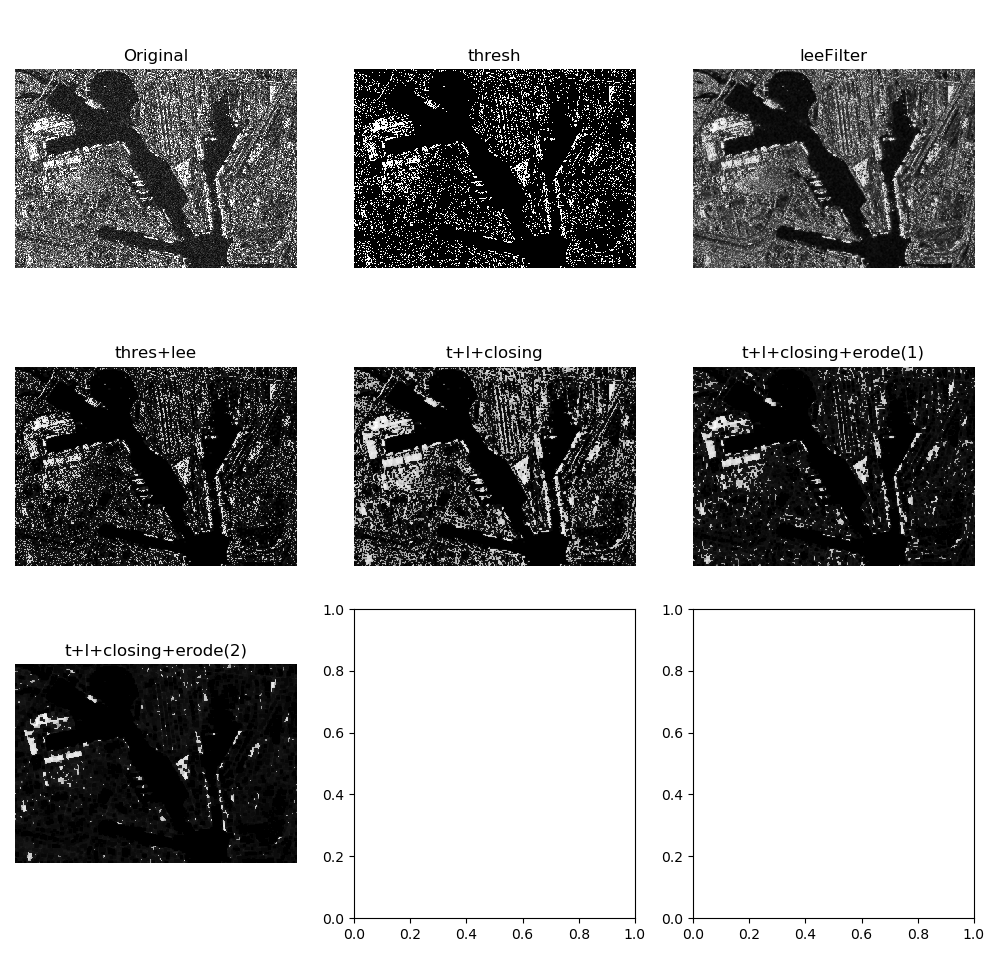 Original
thresh
leeFilter
thres+lee
t+l+closing
t+l+closing+erode(1)
t+l+closing+erode(2)
1.0
0.8
0.6
0.4
0.2
0.0
0.0 0.2 0.4 0.6 0.8 1.0
1.0
0.8
0.6
0.4
0.2
0.0
0.0 0.2 0.4 0.6 0.8 1.0